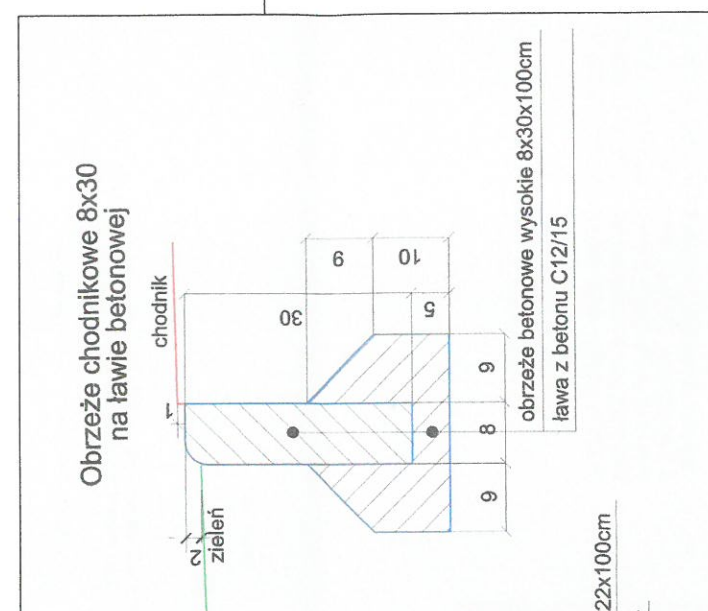 Obrzeże chodnikowe 8x30
na ławie betonowej
chodnik
1
2
zieleń
30
5
9
10
9
8
9
obrzeże betonowe wysokie 8x30x100cm
ława z betonu C12/15
22x100cm